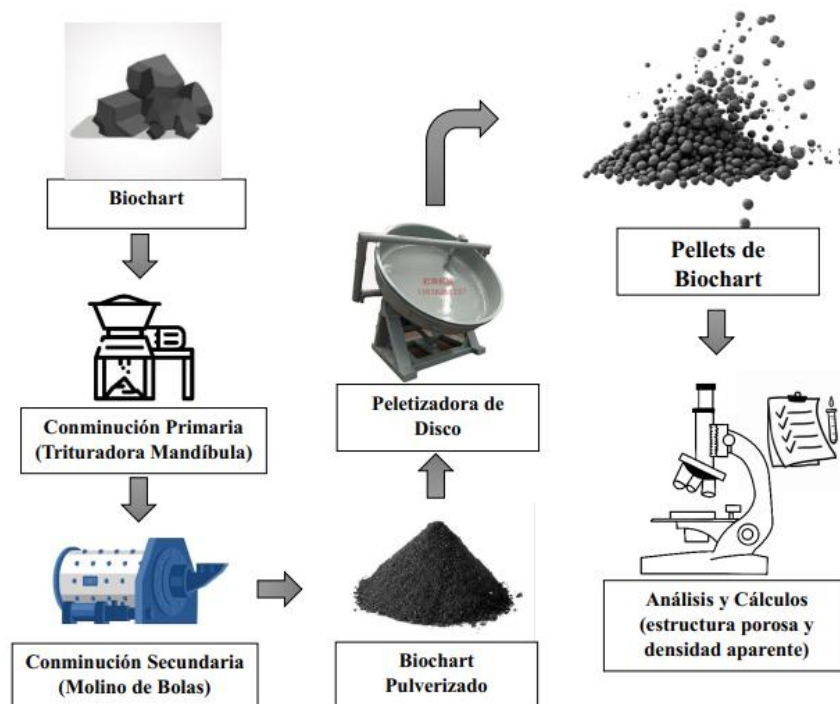 Biochart
Conminución Primaria
(Trituradora Mandíbula)
Conminución Secundaria
(Molino de Bolas)
Biochart
Pulverizado
Peletizadora de
Disco
Pellets de
Biochart
Análisis y Cálculos
(estructura porosa y
densidad aparente)